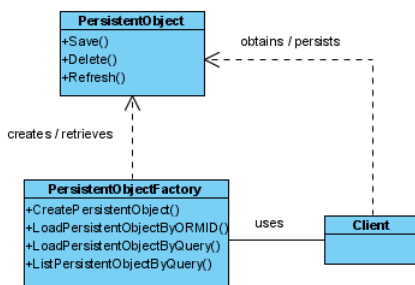 PersistentObject
+Save()
+Delete()
+Refresh()
obtains / persists
creates / retrieves
PersistentObjectFactory
+CreatePersistentObject()
+LoadPersistentObjectByORMID()
+LoadPersistentObjectByQuery()
+ListPersistentObjectByQuery()
uses
Client